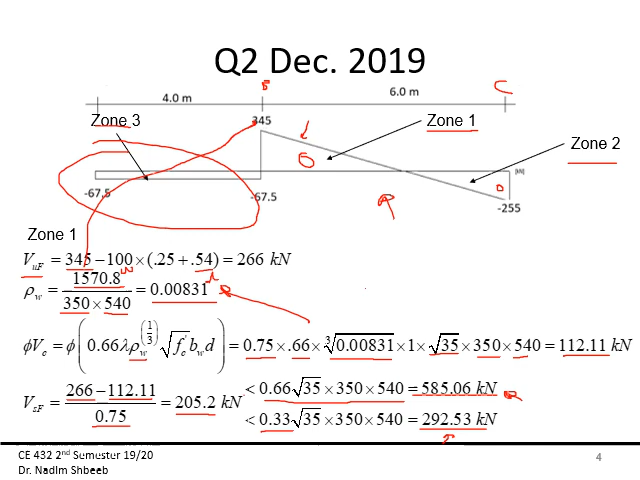 Q2 Dec. 2019
B C
4.0 m 6.0 m
Zone 3 345 Zone 1
Zone 2
-67.5 -67.5 -255
Zone 1
V_{uF} = 345 − 100 × (.25 + .54) = 266 kN
ρ_w = 1570.8 / (350 × 540) = 0.00831
ϕV_c = ϕ(0.66λρ_w^{(1/3)} √f_c′ b_w d) = 0.75 × .66 × ∛0.00831 × 1 × √35 × 350 × 540 = 112.11 kN
V_{sF} = (266 − 112.11) / 0.75 = 205.2 kN < 0.66√35 × 350 × 540 = 585.06 kN
< 0.33√35 × 350 × 540 = 292.53 kN
CE 432 2nd Semester 19/20
Dr. Nadim Shbeeb
4